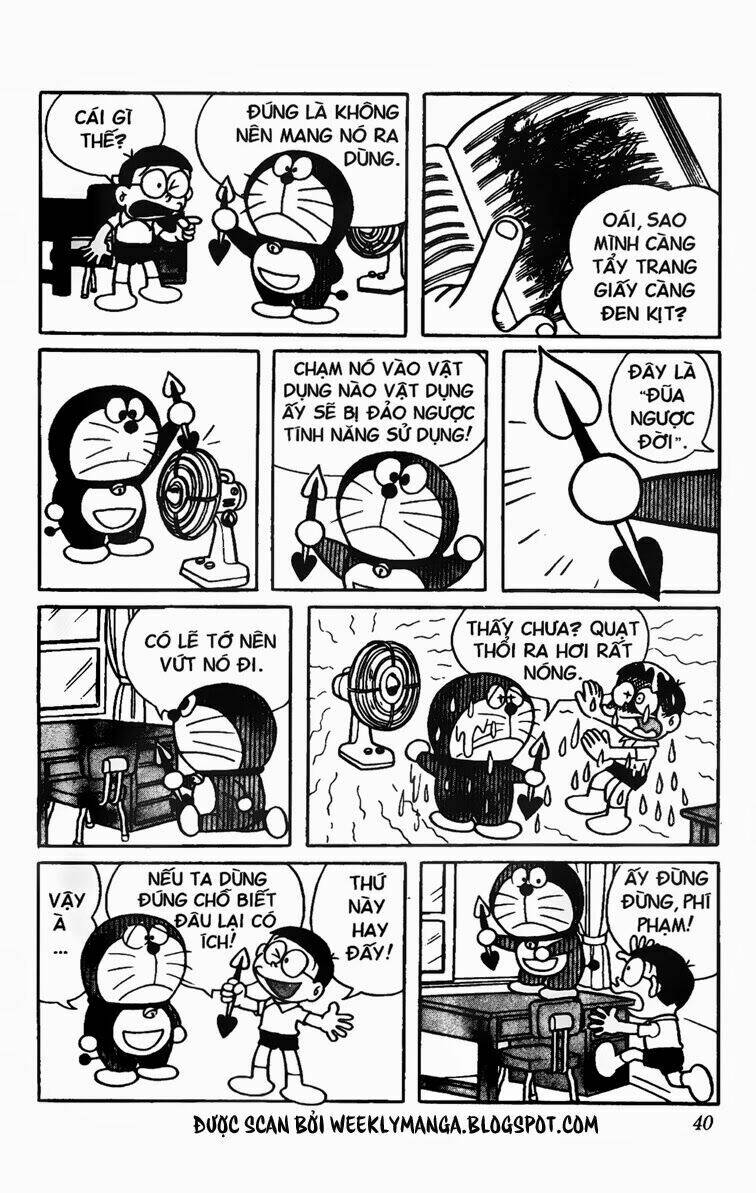 OÁI, SAO
MÌNH CÀNG
TẨY TRANG
GIẤY CÀNG
ĐEN KỊT?
ĐÚNG LÀ KHÔNG
NÊN MANG NÓ RA
DÙNG.
CÁI GÌ
THẾ?
ĐÂY LÀ
"ĐŨA
NGƯỢC
ĐỜI".
CHẠM NÓ VÀO VẬT
DỤNG NÀO VẬT DỤNG
ẤY SẼ BỊ ĐẢO NGƯỢC
TÍNH NĂNG SỬ DỤNG!
THẤY CHƯA? QUẠT
THỔI RA HƠI RẤT
NÓNG.
CÓ LẼ TỚ NÊN
VỨT NÓ ĐI.
ẤY ĐỪNG
ĐỪNG, PHÍ
PHẠM!
THỨ
NÀY HAY
ĐẤY!
NẾU TA DÙNG
ĐÚNG CHỖ BIẾT
ĐÂU LẠI CÓ
ÍCH!
VẬY
À
...
ĐƯỢC SCAN BỞI WEEKLYMANGA.BLOGSPOT.COM
40